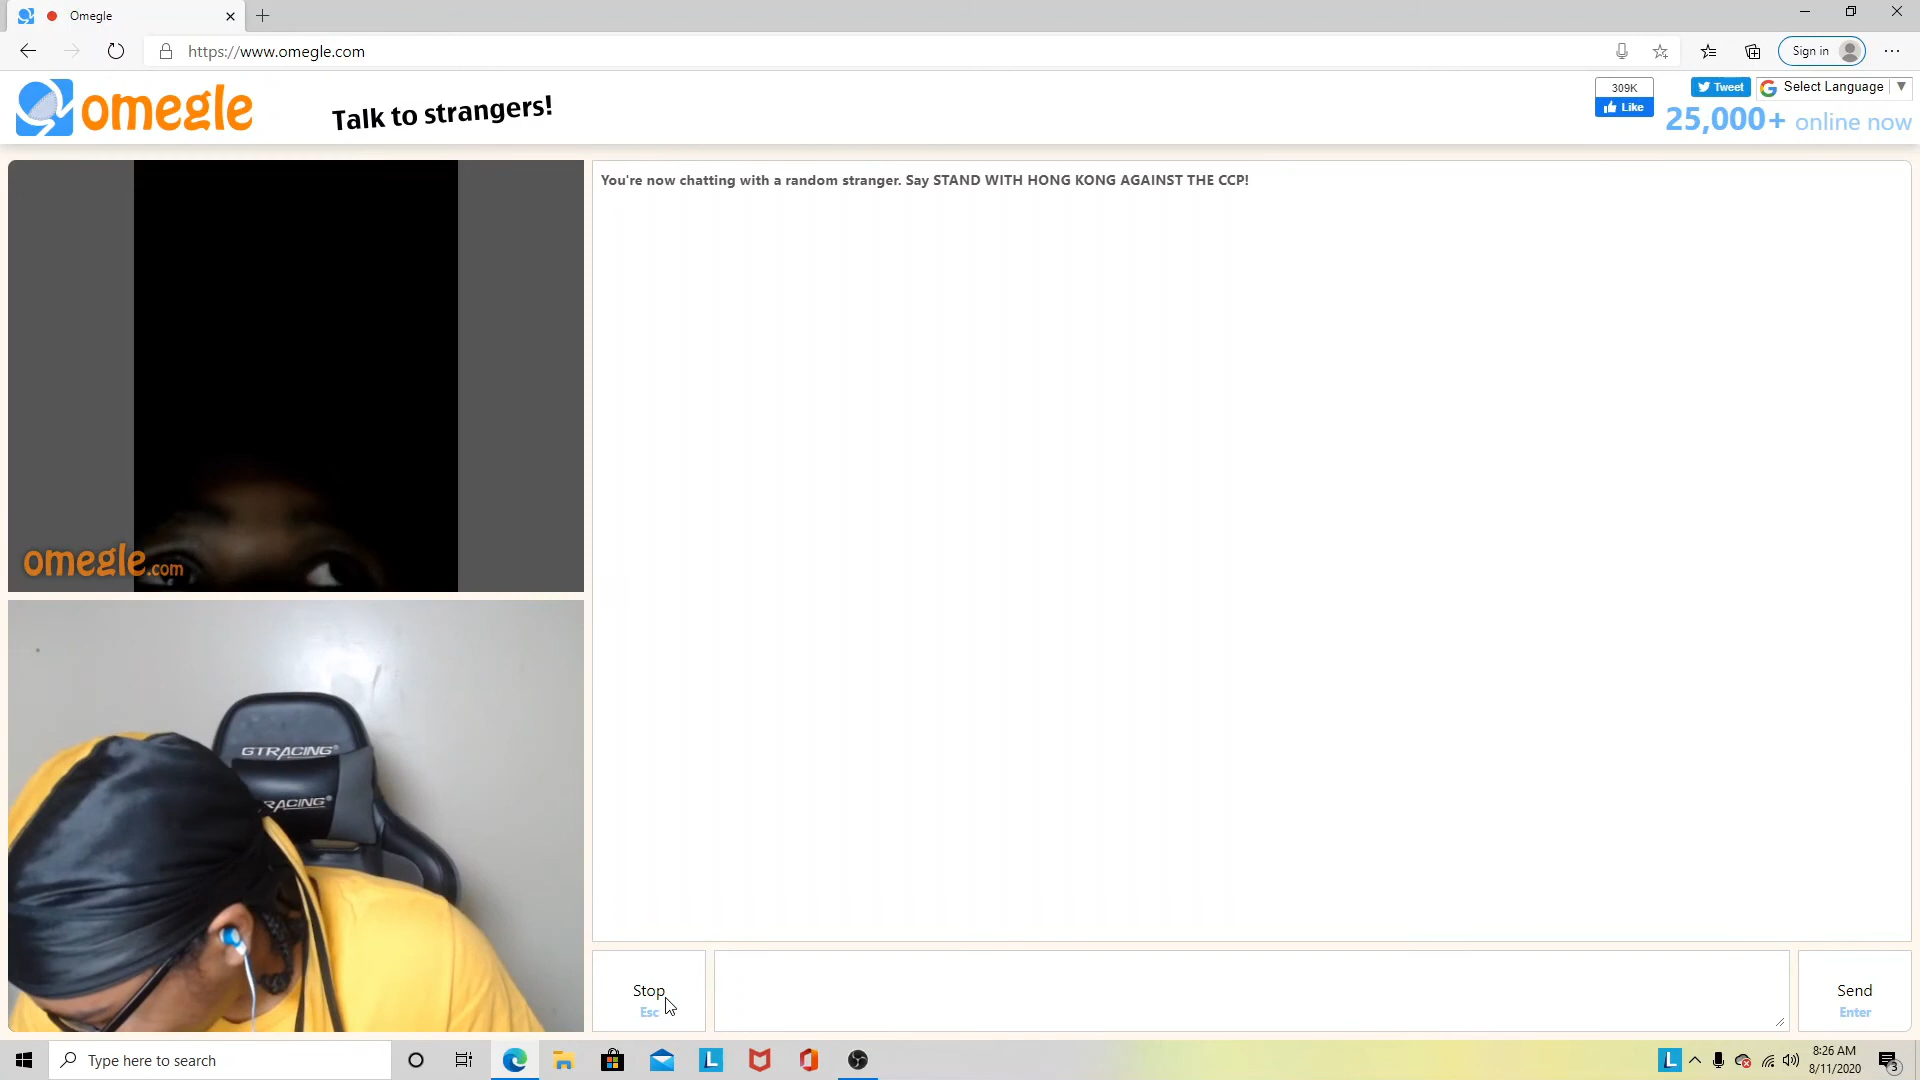 Omegle
https://www.omegle.com
Sign in
omegle
Talk to strangers!
309K
Like
Tweet
Select Language
25,000+ online now
You're now chatting with a random stranger. Say STAND WITH HONG KONG AGAINST THE CCP!
omegle.com
GTRACING
GTRACING
Stop
Esc
Send
Enter
Type here to search
L
L
8:26 AM
8/11/2020
3